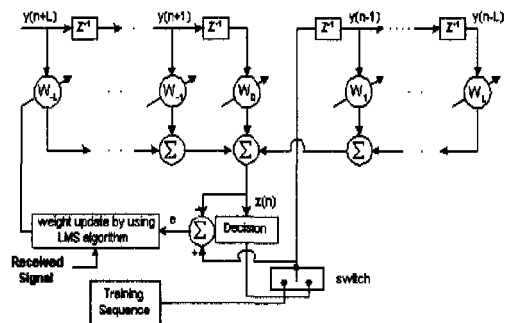 y(n+L) Z⁻¹ y(n+1) Z⁻¹ Z⁻¹ y(n-1) Z⁻¹ y(n-L)
W₋L W₋₁ W₀ W₁ W_L
Σ Σ Σ
z(n)
e Σ Decision
- +
weight update by using
LMS algorithm
Received
Signal
switch
Training
Sequence